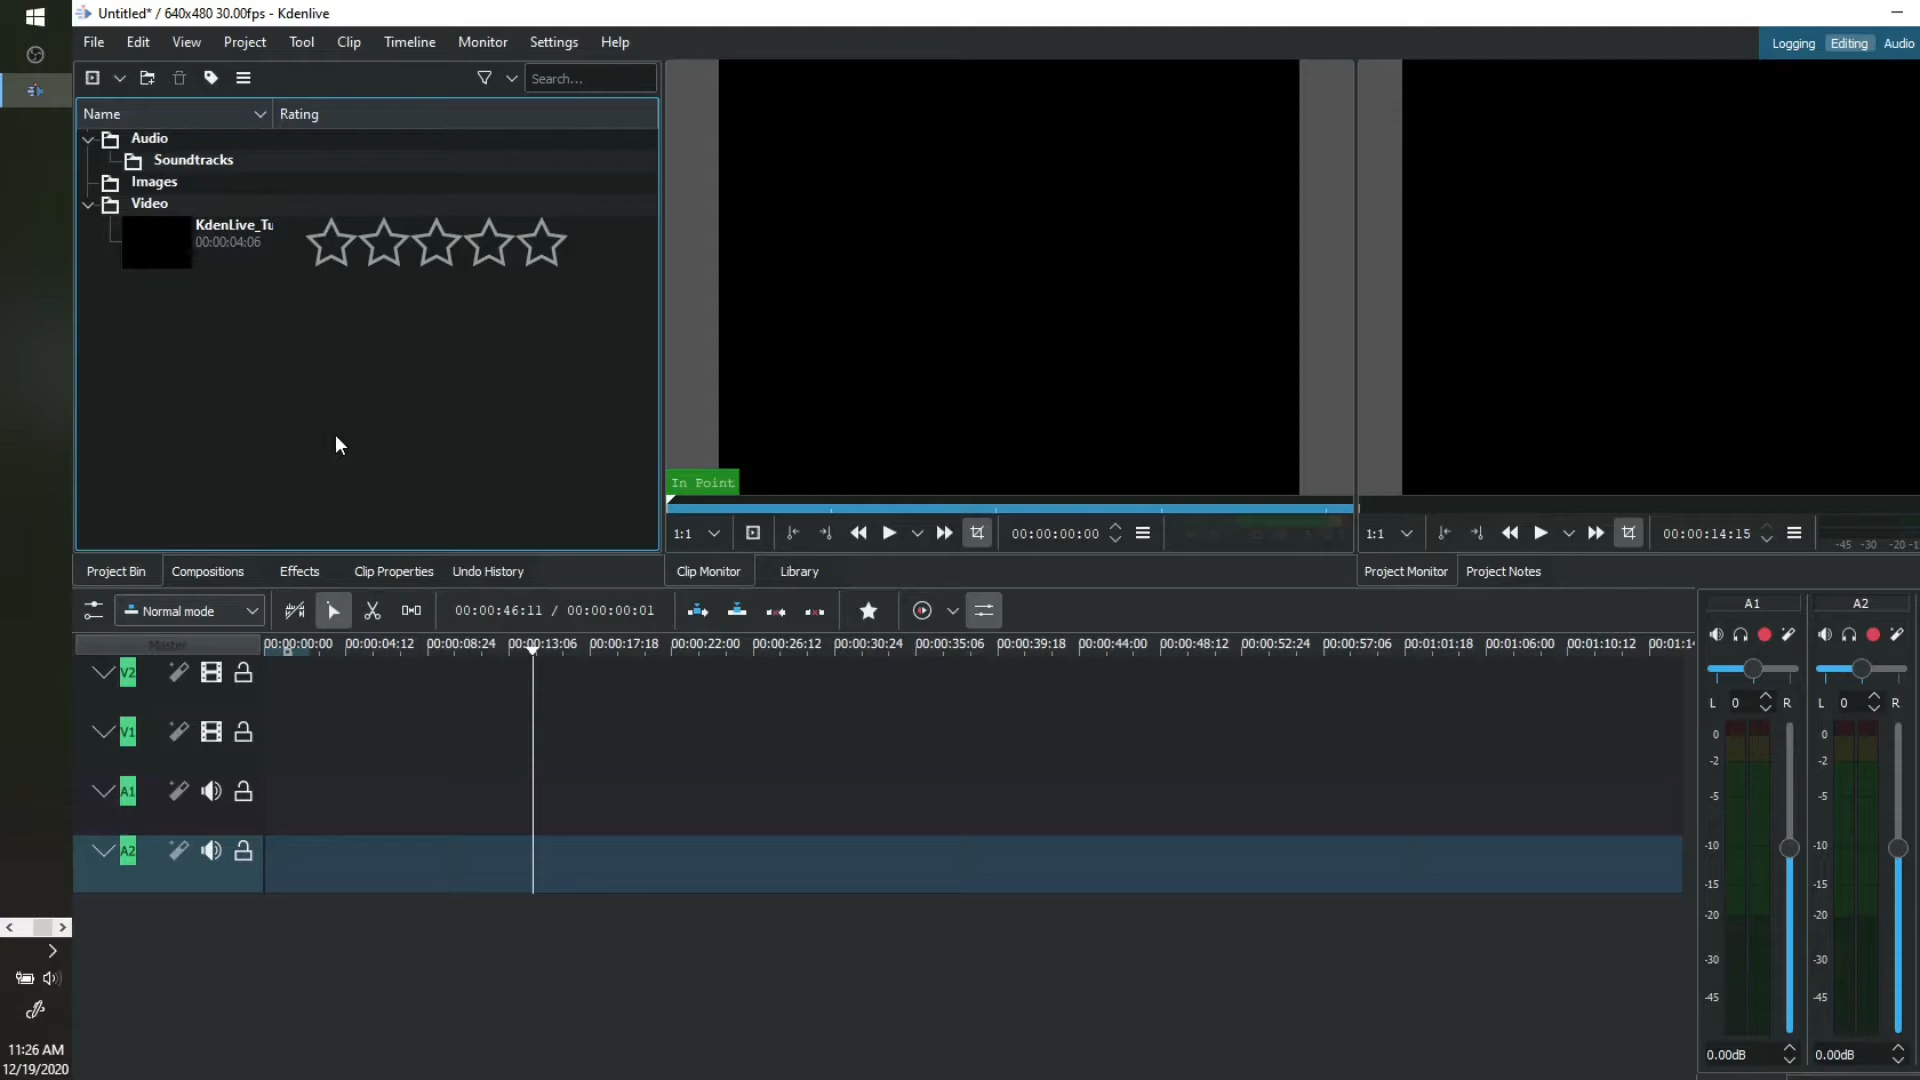 Untitled* / 640x480 30.00fps - Kdenlive
File Edit View Project Tool Clip Timeline Monitor Settings Help
Logging Editing Audio
Search...
Name Rating
Audio
Soundtracks
Images
Video
KdenLive_Tu
00:00:04:06
In Point
1:1 00:00:00:00
1:1 00:00:14:15
-45 -30 -20
Project Bin Compositions Effects Clip Properties Undo History
Clip Monitor Library
Project Monitor Project Notes
Normal mode 00:00:46:11 / 00:00:00:01
Master
00:00:00:00 00:00:04:12 00:00:08:24 00:00:13:06 00:00:17:18 00:00:22:00 00:00:26:12 00:00:30:24 00:00:35:06 00:00:39:18 00:00:44:00 00:00:48:12 00:00:52:24 00:00:57:06 00:01:01:18 00:01:06:00 00:01:10:12 00:01:14
V2
V1
A1
A2
A1 A2
L 0 R L 0 R
0 0
-2 -2
-5 -5
-10 -10
-15 -15
-20 -20
-30 -30
-45 -45
0.00dB 0.00dB
11:26 AM
12/19/2020